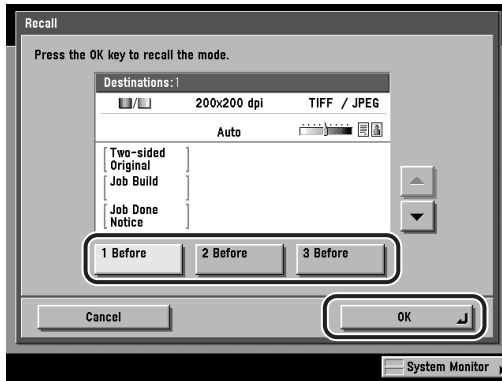 Recall
Press the OK key to recall the mode.
Destinations:1
200x200 dpi TIFF / JPEG
Auto
[Two-sided Original]
[Job Build]
[Job Done Notice]
1 Before 2 Before 3 Before
Cancel OK
System Monitor